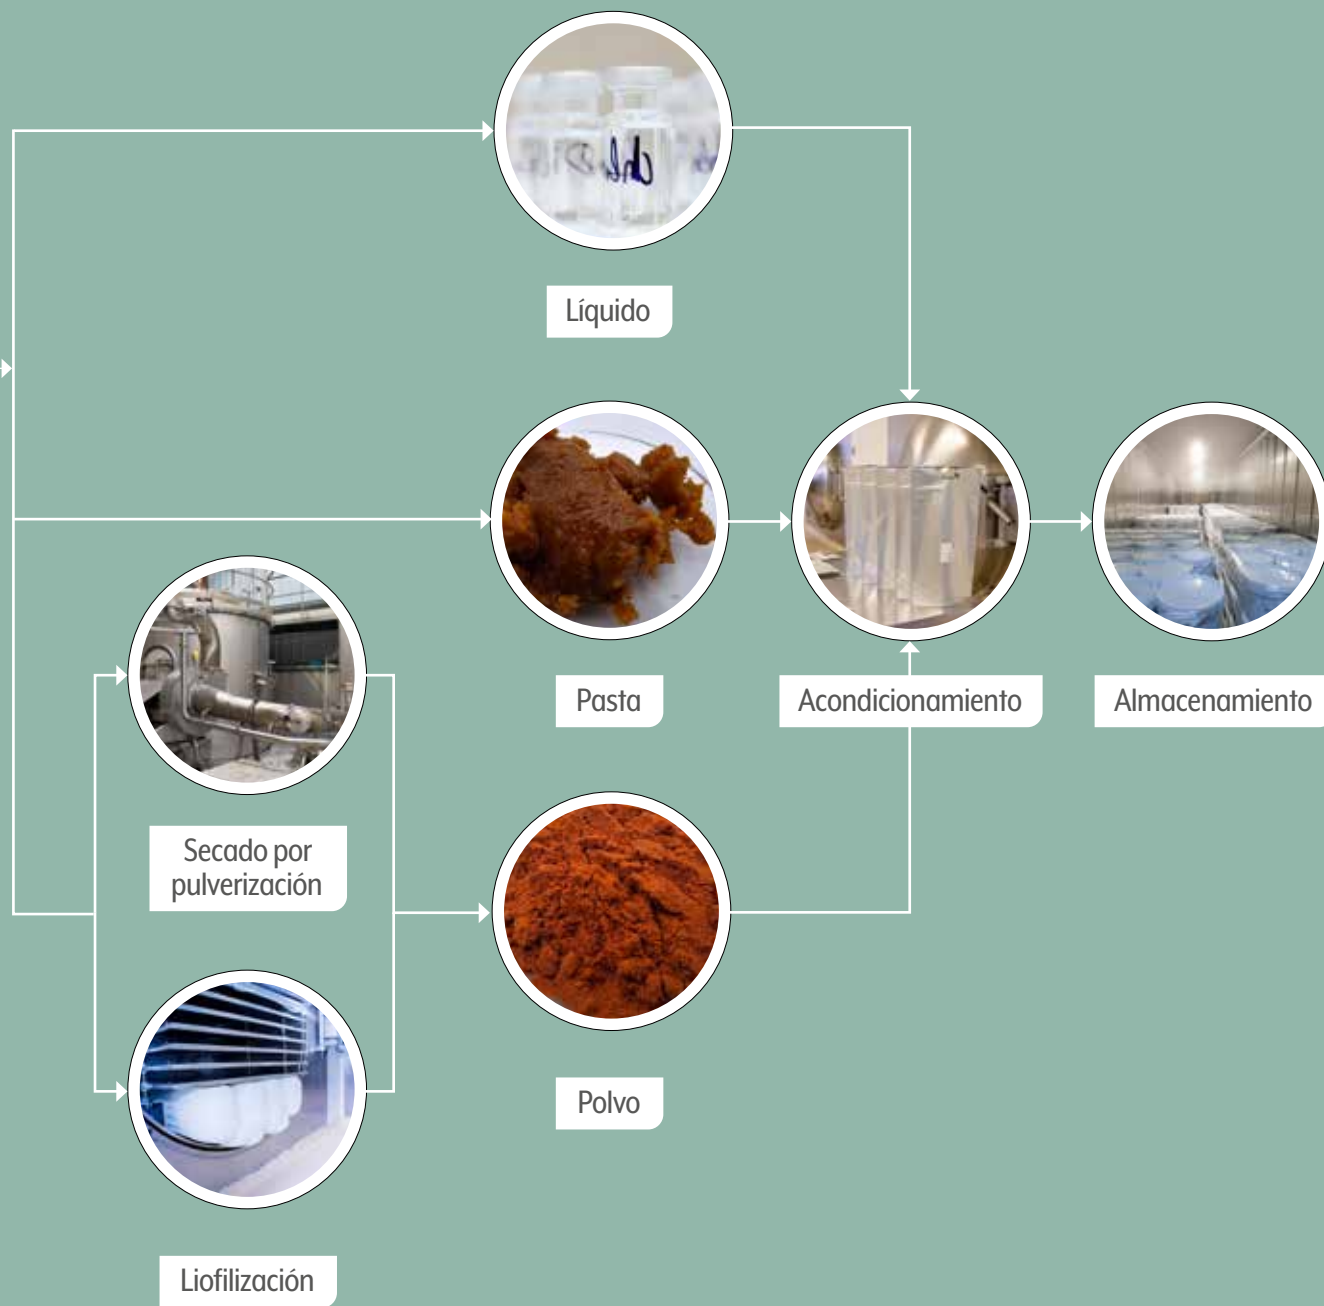 Líquido
Pasta
Acondicionamiento
Almacenamiento
Secado por
pulverización
Polvo
Liofilización